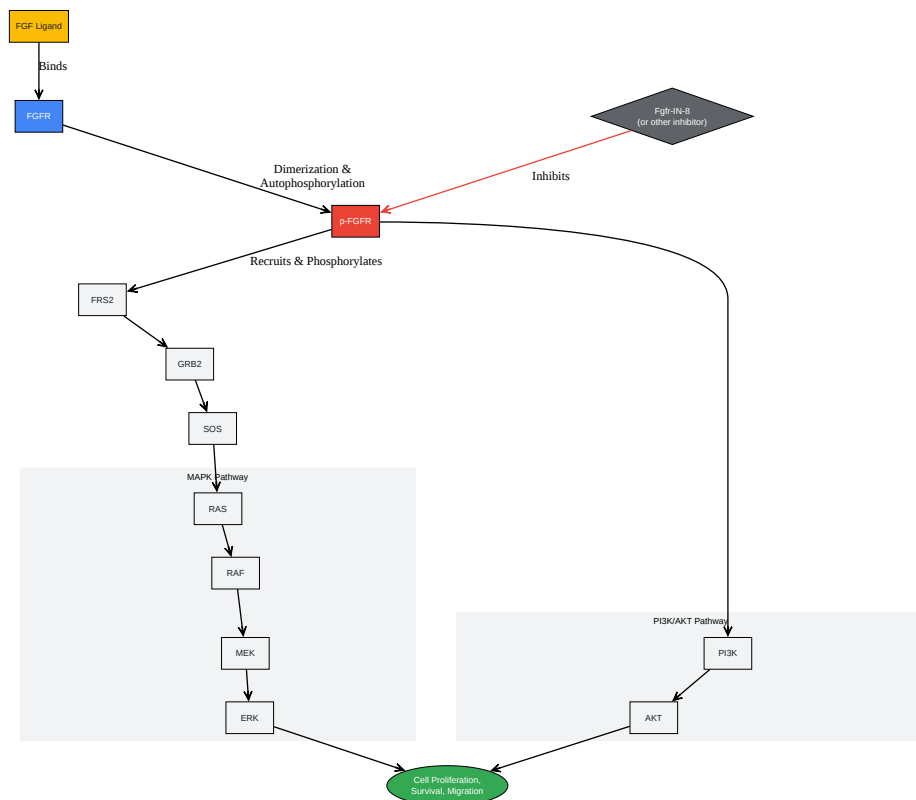 FGF Ligand
Binds
FGFR
Fgfr-IN-8
(or other inhibitor)
Dimerization &
Autophosphorylation
Inhibits
p-FGFR
Recruits & Phosphorylates
FRS2
GRB2
SOS
MAPK Pathway
RAS
RAF
PI3K/AKT Pathway
MEK
PI3K
ERK
AKT
Cell Proliferation,
Survival, Migration